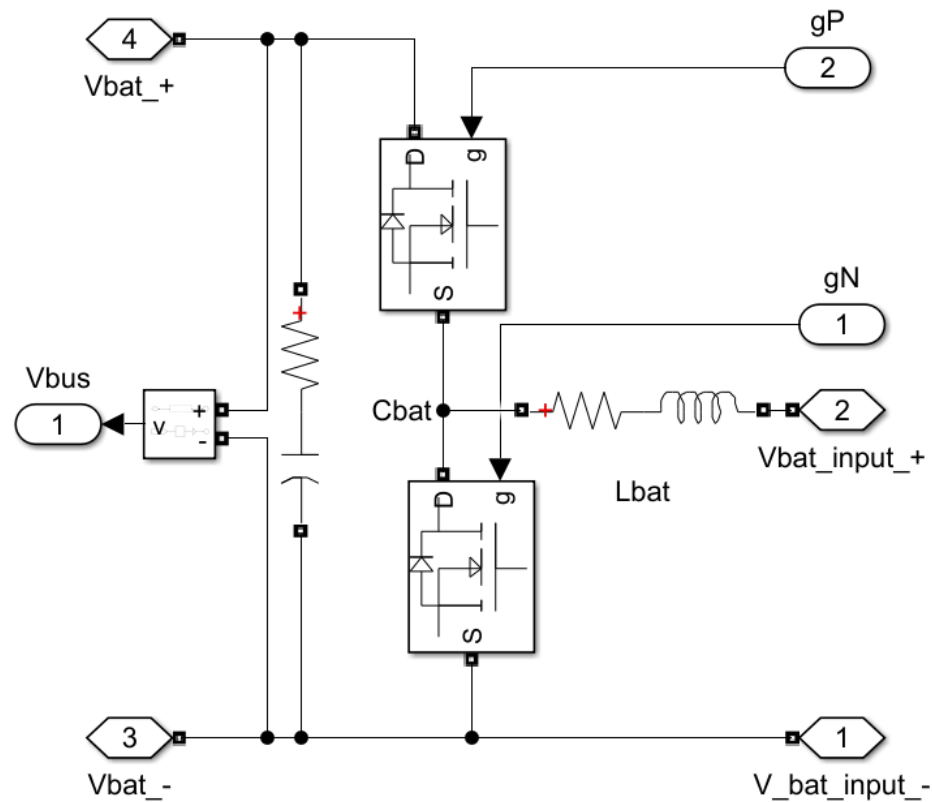 gP
4
2
Vbat_+
D
g
S
+
gN
1
Vbus
1
+
v
-
Cbat
+
2
Vbat_input_+
Lbat
D
g
S
3
1
Vbat_-
V_bat_input_-